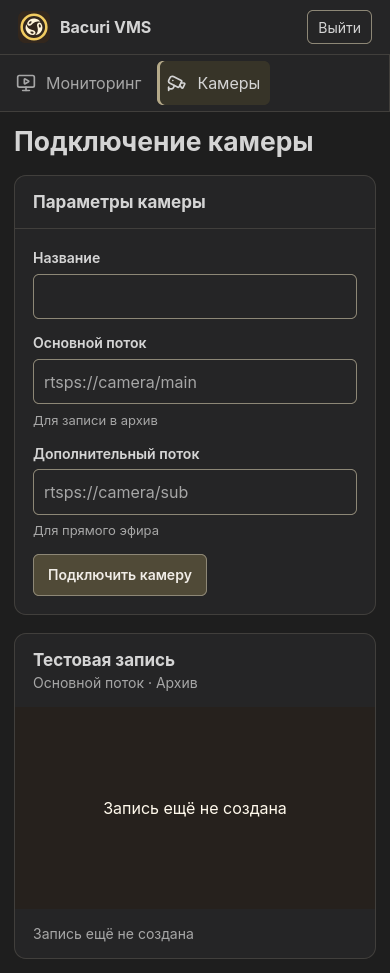 Bacuri VMS
Выйти
Мониторинг
Камеры
Подключение камеры
Параметры камеры
Название
Основной поток
rtsps://camera/main
Для записи в архив
Дополнительный поток
rtsps://camera/sub
Для прямого эфира
Подключить камеру
Тестовая запись
Основной поток · Архив
Запись ещё не создана
Запись ещё не создана